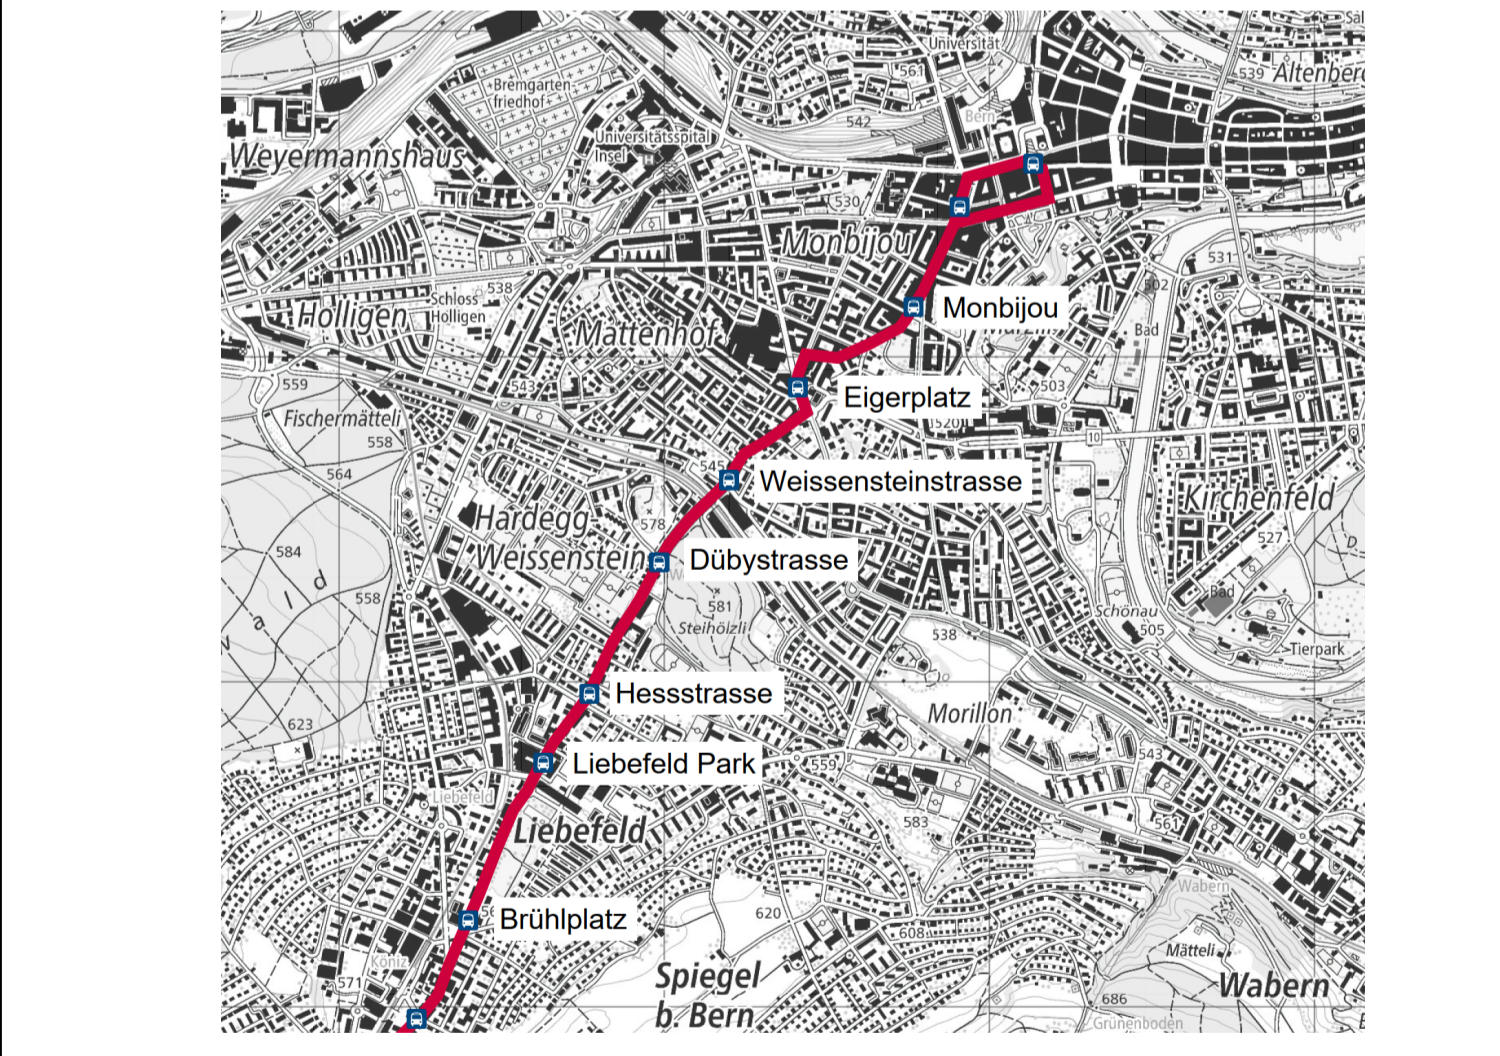 Universität
561
539 Altenberg
Bremgarten-
friedhof
542
Bern
Universitätsspital
Insel
Weyermannshaus
530
Monbijou
531
502
538
Schloss
Holligen
Holligen
Mattenhof
Monbijou
Bad
559
543
503
Fischermätteli
Eigerplatz
558
520
10
564
545
Weissensteinstrasse
Kirchenfeld
Hardegg-
578
527
Weissenstein
584
Dübystrasse
558
581
Bad
Steihölzli
Schönau
505
538
Tierpark
Hessstrasse
Morillon
623
543
Liebefeld Park
559
Liebefeld
583
561
Liebefeld
Wabern
Brühlplatz
620
608
Mätteli
Köniz
571
Spiegel
b. Bern
Wabern
686
Grünenboden